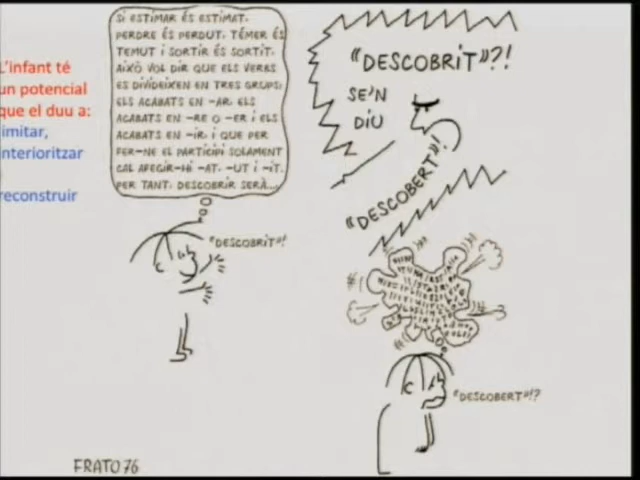 L'infant té
un potencial
que el duu a:
imitar,
interioritzar
i
reconstruir
SI ESTIMAR ÉS ESTIMAT,
PERDRE ÉS PERDUT, TÉMER ÉS
TEMUT I SORTIR ÉS SORTIT,
AIXÒ VOL DIR QUE ELS VERBS
ES DIVIDEIXEN EN TRES GRUPS:
ELS ACABATS EN -AR, ELS
ACABATS EN -RE O -ER I ELS
ACABATS EN -IR, I QUE PER
FER-NE EL PARTICIPI SOLAMENT
CAL AFEGIR-HI -AT, -UT I -IT.
PER TANT, DESCOBRIR SERÀ...
"DESCOBRIT"!
"DESCOBRIT"?!
SE'N
DIU
"DESCOBERT"!
"DESCOBERT"!?
FRATO 76